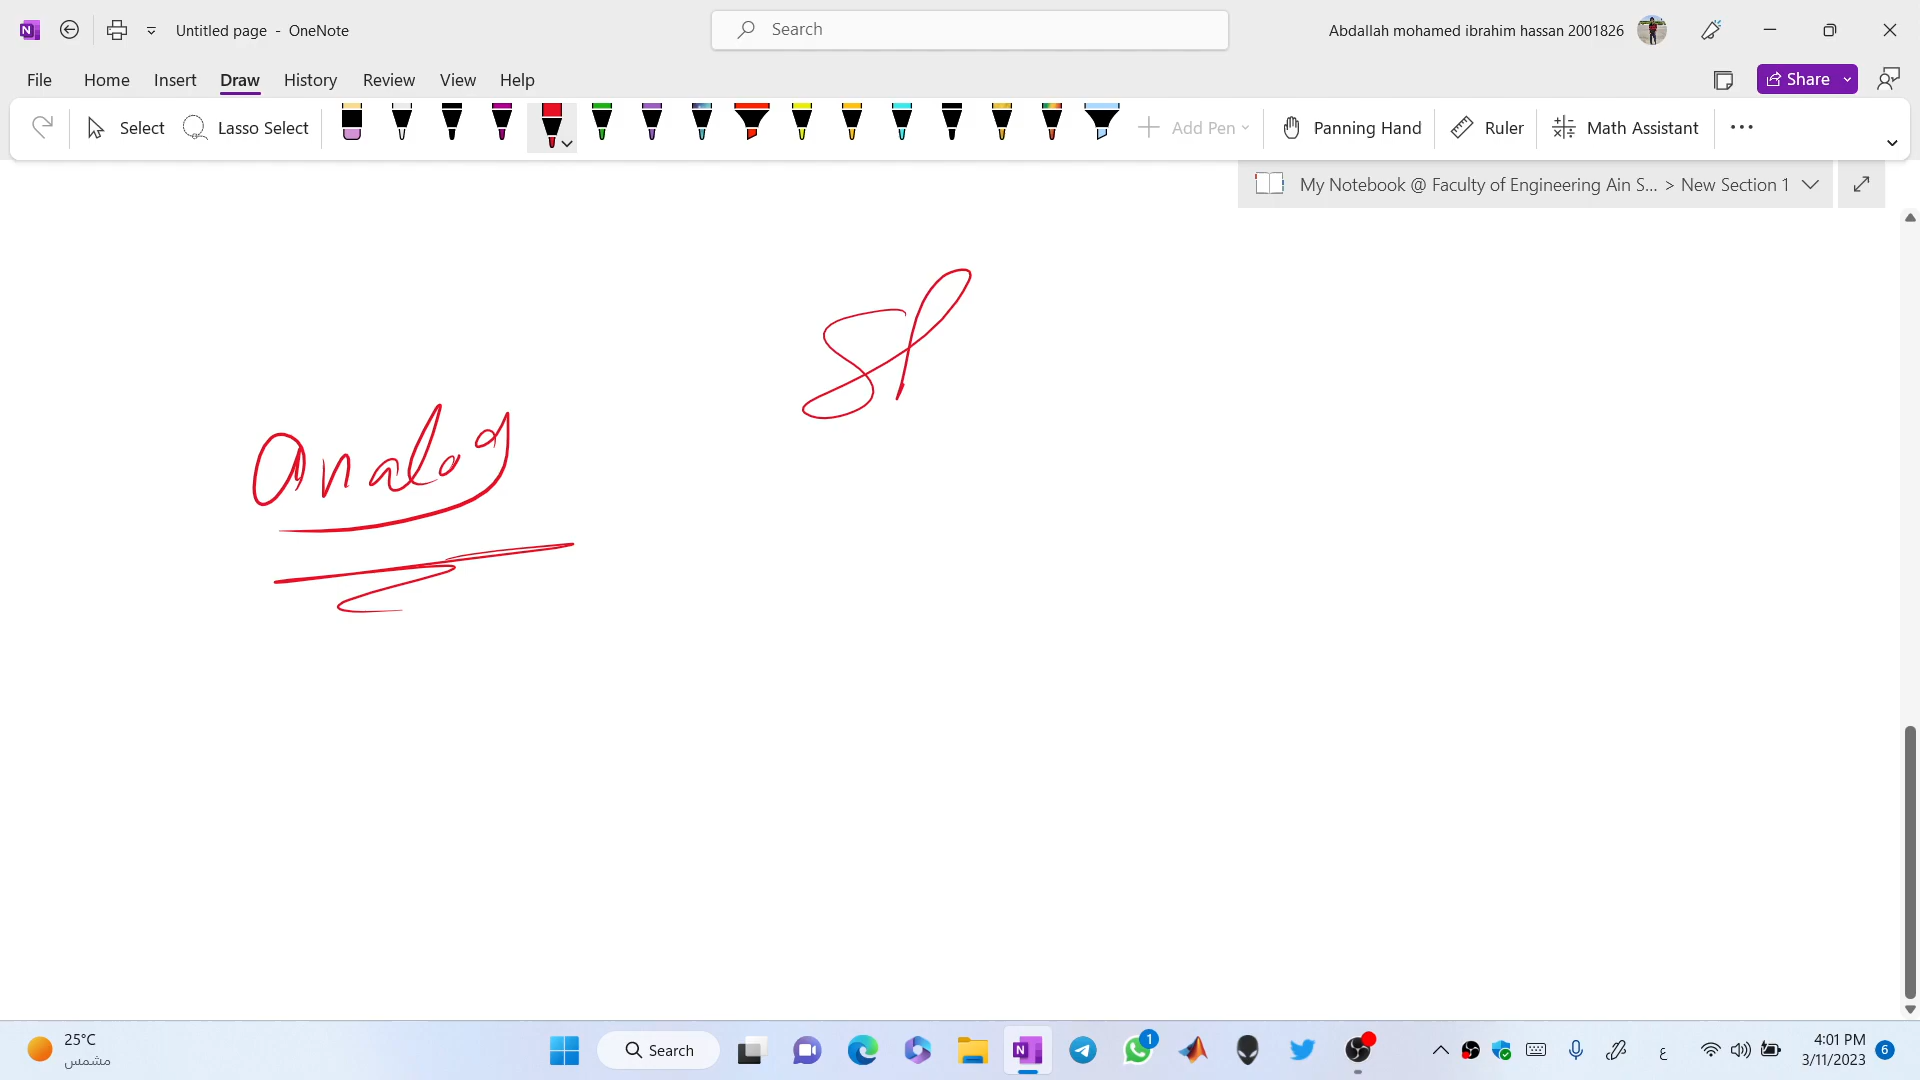 Untitled page - OneNote
Search
Abdallah mohamed ibrahim hassan 2001826
File Home Insert Draw History Review View Help
Share
Select Lasso Select Add Pen Panning Hand Ruler Math Assistant
My Notebook @ Faculty of Engineering Ain S... > New Section 1
analog
25°C
مشمس
Search
1
ع
4:01 PM
3/11/2023
6